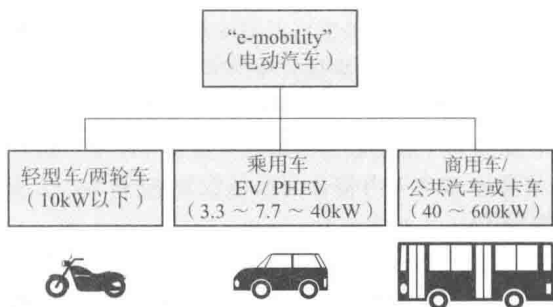 “e-mobility”
（电动汽车）
轻型车/两轮车
（10kW以下）
乘用车
EV/ PHEV
（3.3～7.7～40kW）
商用车/
公共汽车或卡车
（40～600kW）